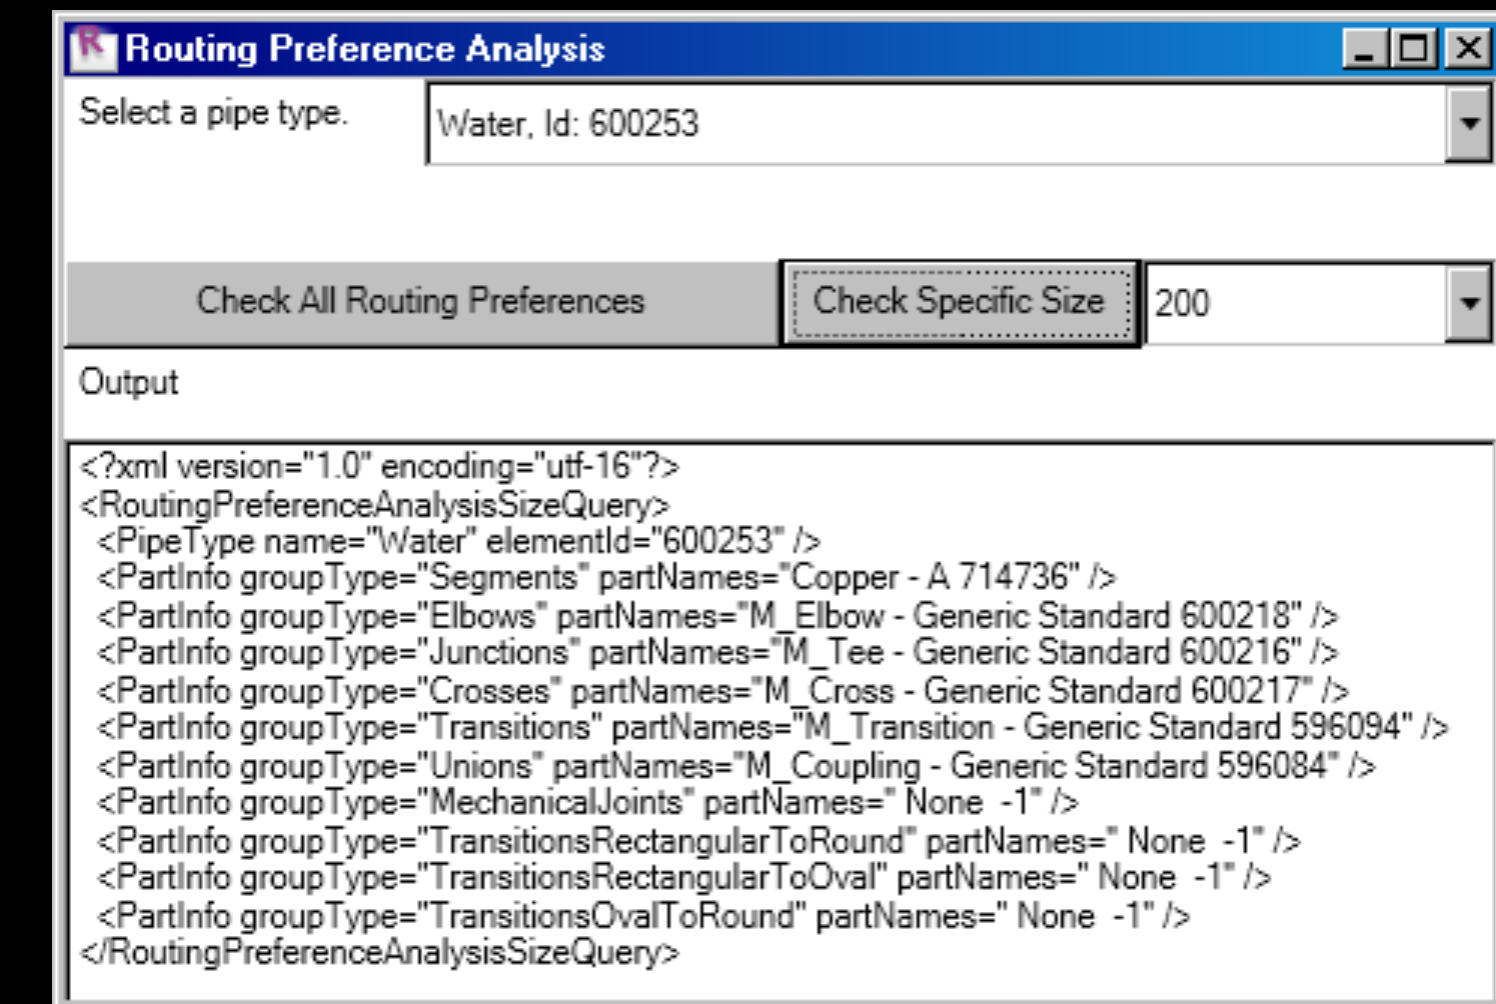 Routing Preference Analysis
Select a pipe type.
Water, Id: 600253
Check All Routing Preferences
Check Specific Size
200
Output
<?xml version="1.0" encoding="utf-16"?>
<RoutingPreferenceAnalysisSizeQuery>
  <PipeType name="Water" elementId="600253" />
  <PartInfo groupType="Segments" partNames="Copper - A 714736" />
  <PartInfo groupType="Elbows" partNames="M_Elbow - Generic Standard 600218" />
  <PartInfo groupType="Junctions" partNames="M_Tee - Generic Standard 600216" />
  <PartInfo groupType="Crosses" partNames="M_Cross - Generic Standard 600217" />
  <PartInfo groupType="Transitions" partNames="M_Transition - Generic Standard 596094" />
  <PartInfo groupType="Unions" partNames="M_Coupling - Generic Standard 596084" />
  <PartInfo groupType="MechanicalJoints" partNames=" None  -1" />
  <PartInfo groupType="TransitionsRectangularToRound" partNames=" None  -1" />
  <PartInfo groupType="TransitionsRectangularToOval" partNames=" None  -1" />
  <PartInfo groupType="TransitionsOvalToRound" partNames=" None  -1" />
</RoutingPreferenceAnalysisSizeQuery>